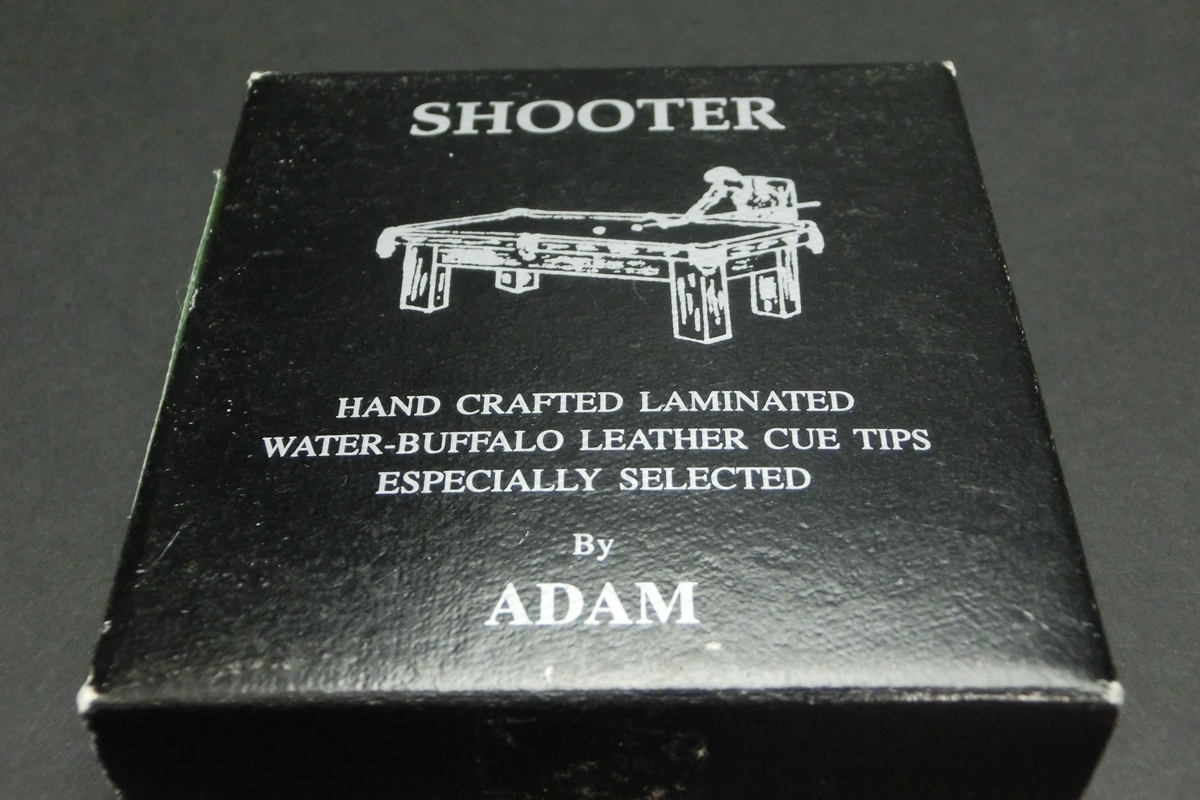 SHOOTER
HAND CRAFTED LAMINATED
WATER-BUFFALO LEATHER CUE TIPS
ESPECIALLY SELECTED
By
ADAM